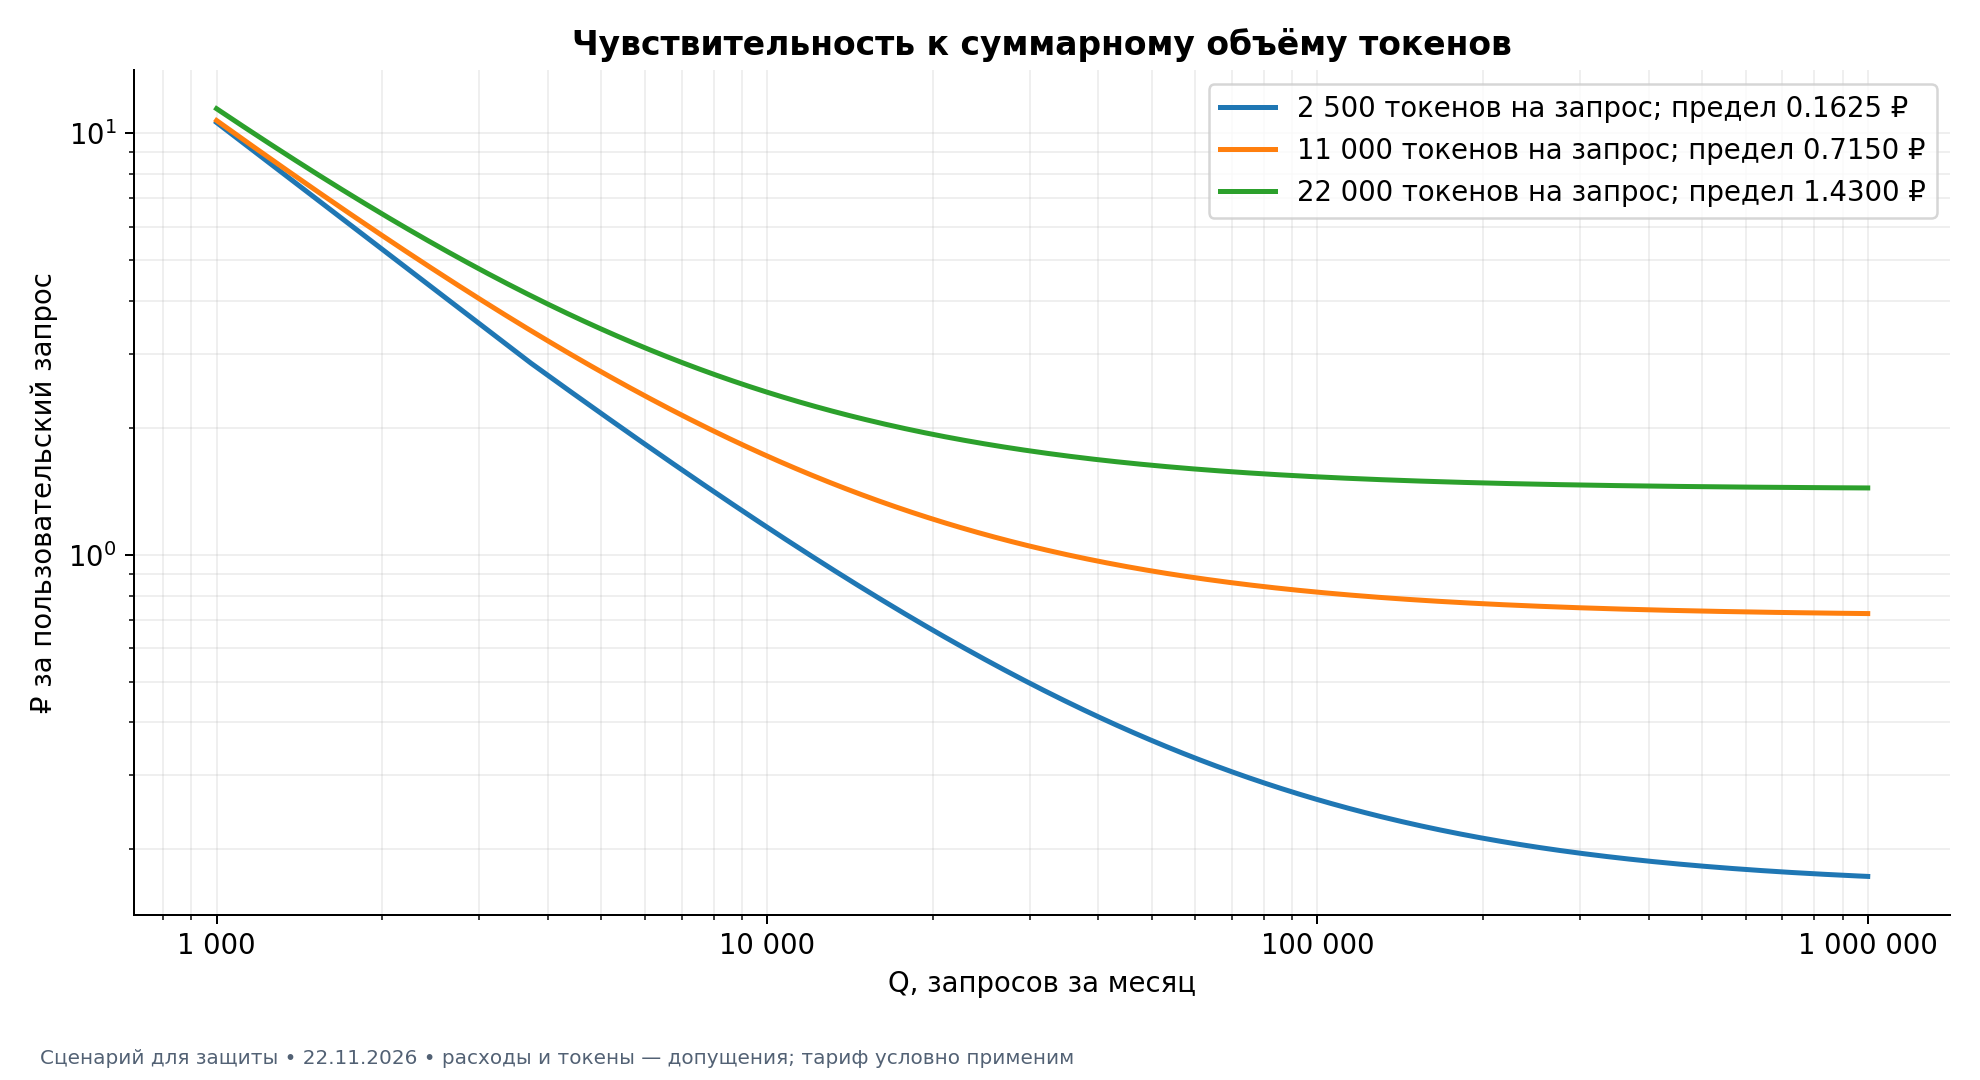 Чувствительность к суммарному объёму токенов
2 500 токенов на запрос; предел 0.1625 ₽
11 000 токенов на запрос; предел 0.7150 ₽
22 000 токенов на запрос; предел 1.4300 ₽
₽ за пользовательский запрос
10¹
10⁰
1 000
10 000
100 000
1 000 000
Q, запросов за месяц
Сценарий для защиты • 22.11.2026 • расходы и токены — допущения; тариф условно применим